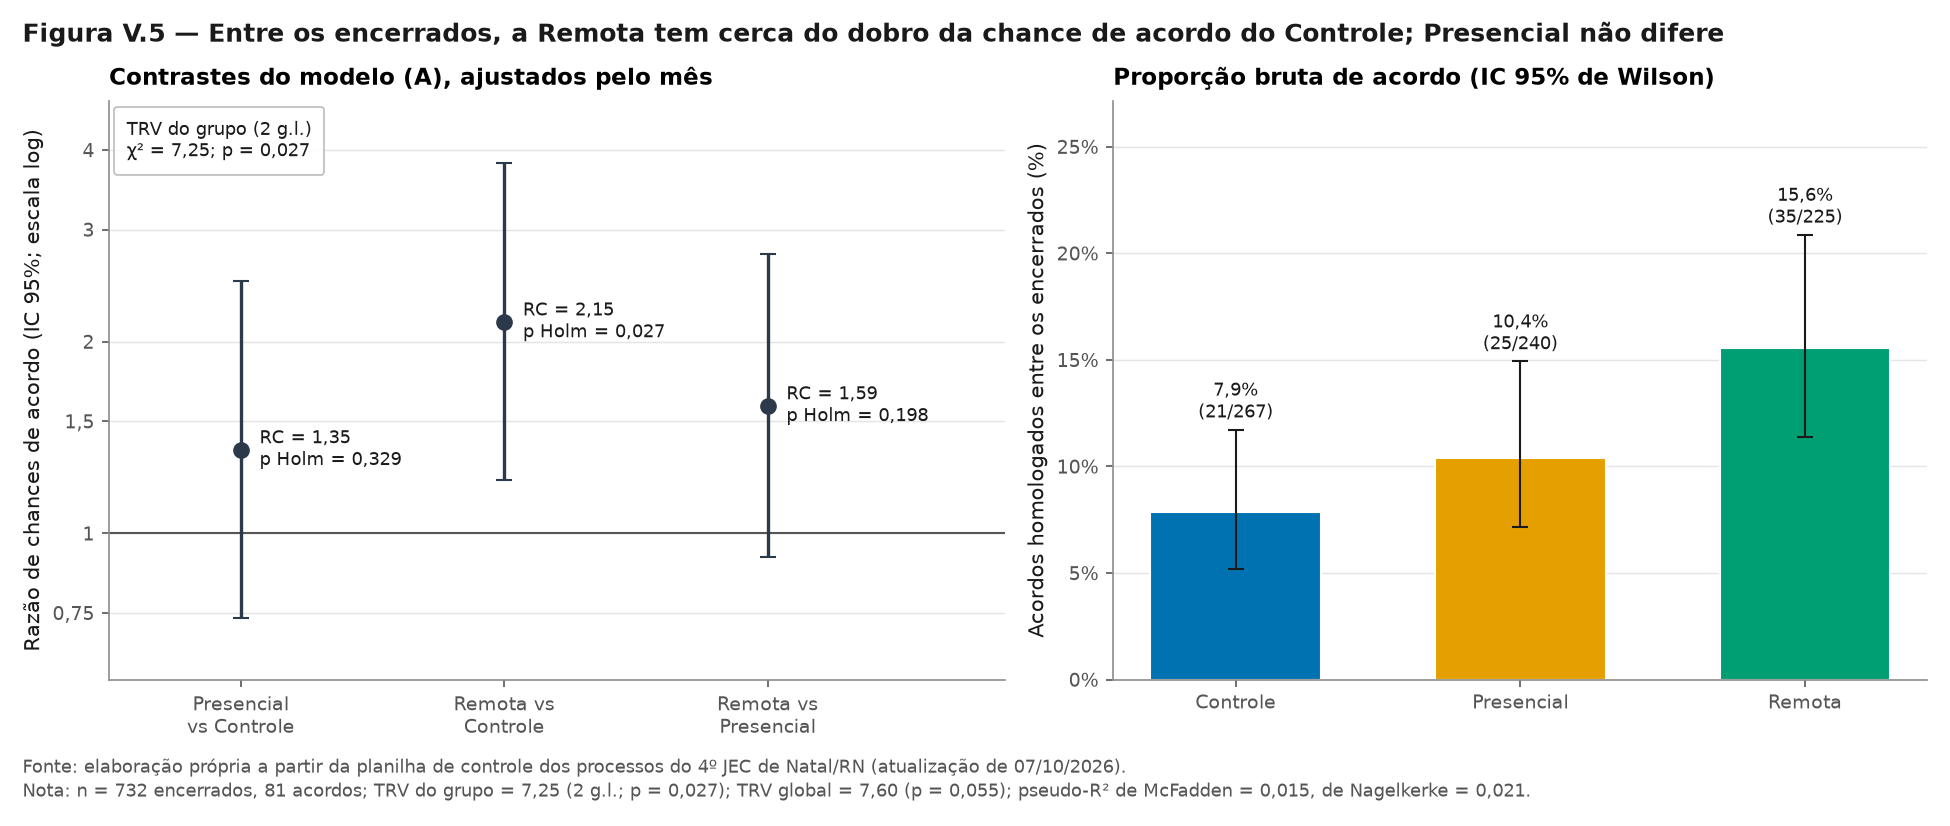 Figura V.5 — Entre os encerrados, a Remota tem cerca do dobro da chance de acordo do Controle; Presencial não difere
Contrastes do modelo (A), ajustados pelo mês
Razão de chances de acordo (IC 95%; escala log)
4
3
2
1,5
1
0,75
TRV do grupo (2 g.l.)
χ² = 7,25; p = 0,027
RC = 1,35
p Holm = 0,329
RC = 2,15
p Holm = 0,027
RC = 1,59
p Holm = 0,198
Presencial
vs Controle
Remota vs
Controle
Remota vs
Presencial
Proporção bruta de acordo (IC 95% de Wilson)
Acordos homologados entre os encerrados (%)
25%
20%
15%
10%
5%
0%
7,9%
(21/267)
10,4%
(25/240)
15,6%
(35/225)
Controle
Presencial
Remota
Fonte: elaboração própria a partir da planilha de controle dos processos do 4º JEC de Natal/RN (atualização de 07/10/2026).
Nota: n = 732 encerrados, 81 acordos; TRV do grupo = 7,25 (2 g.l.; p = 0,027); TRV global = 7,60 (p = 0,055); pseudo-R² de McFadden = 0,015, de Nagelkerke = 0,021.